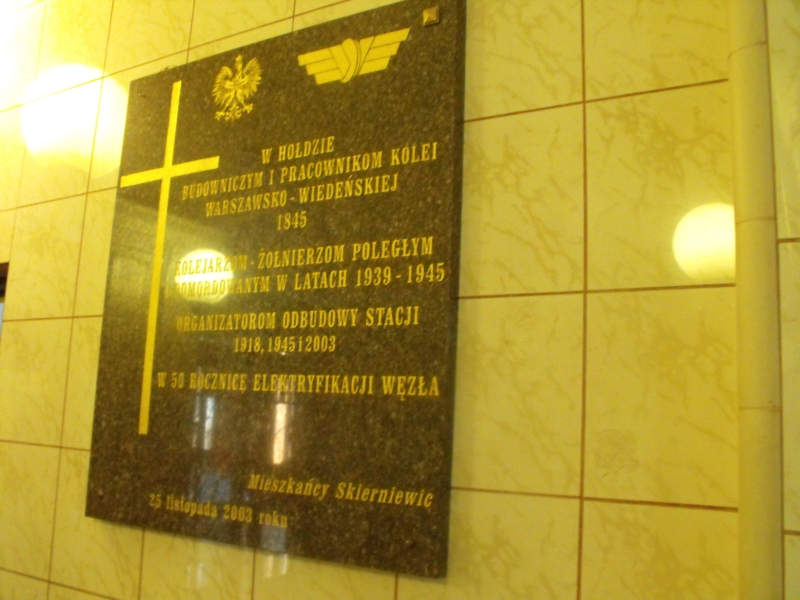 W HOŁDZIE
BUDOWNICZYM I PRACOWNIKOM KOLEI
WARSZAWSKO - WIEDEŃSKIEJ
1845
KOLEJARZOM - ŻOŁNIERZOM POLEGŁYM
I POMORDOWANYM W LATACH 1939 - 1945
ORGANIZATOROM ODBUDOWY STACJI
1918, 1945 i 2003
W 50 ROCZNICĘ ELEKTRYFIKACJI WĘZŁA
Mieszkańcy Skierniewic
25 listopada 2003 roku